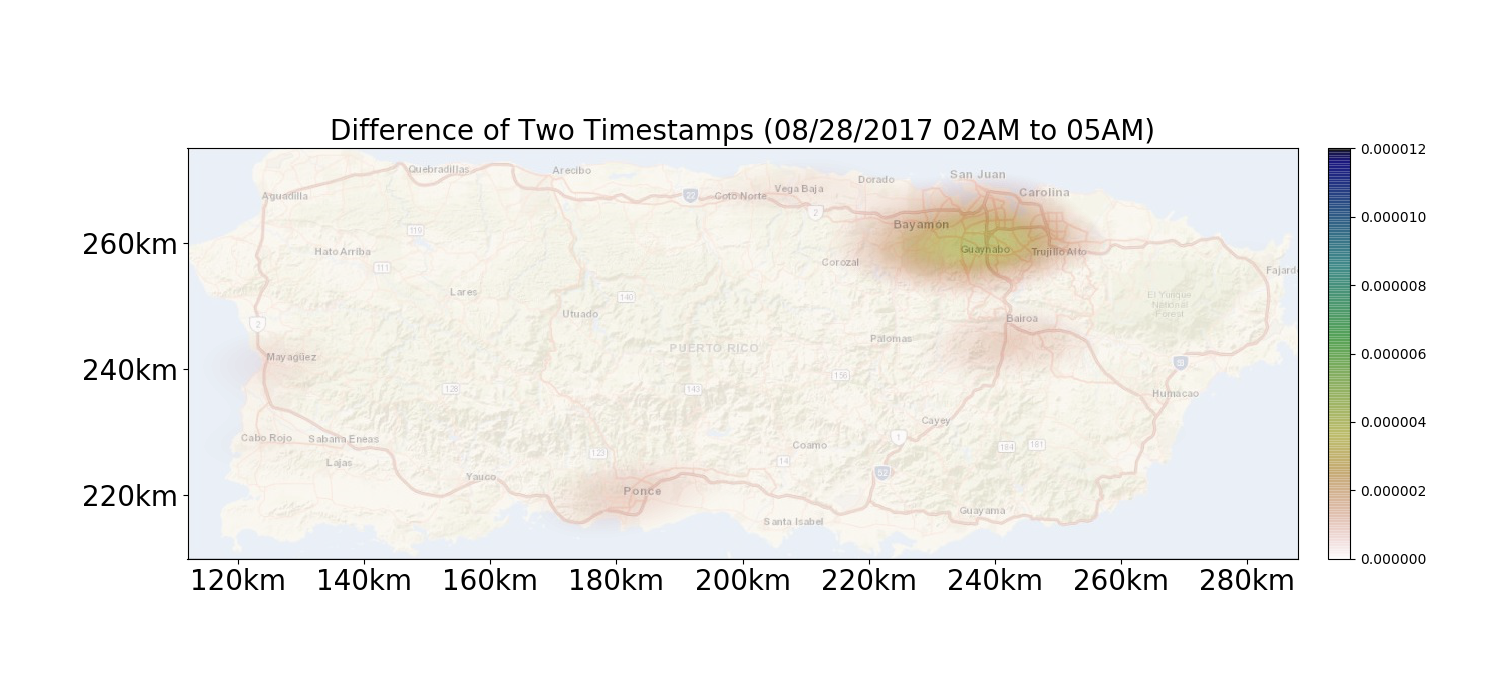 Difference of Two Timestamps (08/28/2017 02AM to 05AM)
Quebradillas
Arecibo
San Juan
Dorado
Vega Baja
Carolina
Aguadilla
22
Coto Norte
2
Bayamon
119
Hato Arriba
Guaynabo
Trujillo Alto
111
Corozal
Fajard
Lares
140
El Yunque
National
Forest
Utuado
Bairoa
2
Palomas
PUERTO RICO
Mayagüez
156
128
143
Humacao
Cayey
Cabo Rojo
Sabana Eneas
1
Coamo
184
181
123
Lajas
14
52
Yauco
Ponce
Guayama
Santa Isabel
260km
240km
220km
120km 140km 160km 180km 200km 220km 240km 260km 280km
0.000012
0.000010
0.000008
0.000006
0.000004
0.000002
0.000000